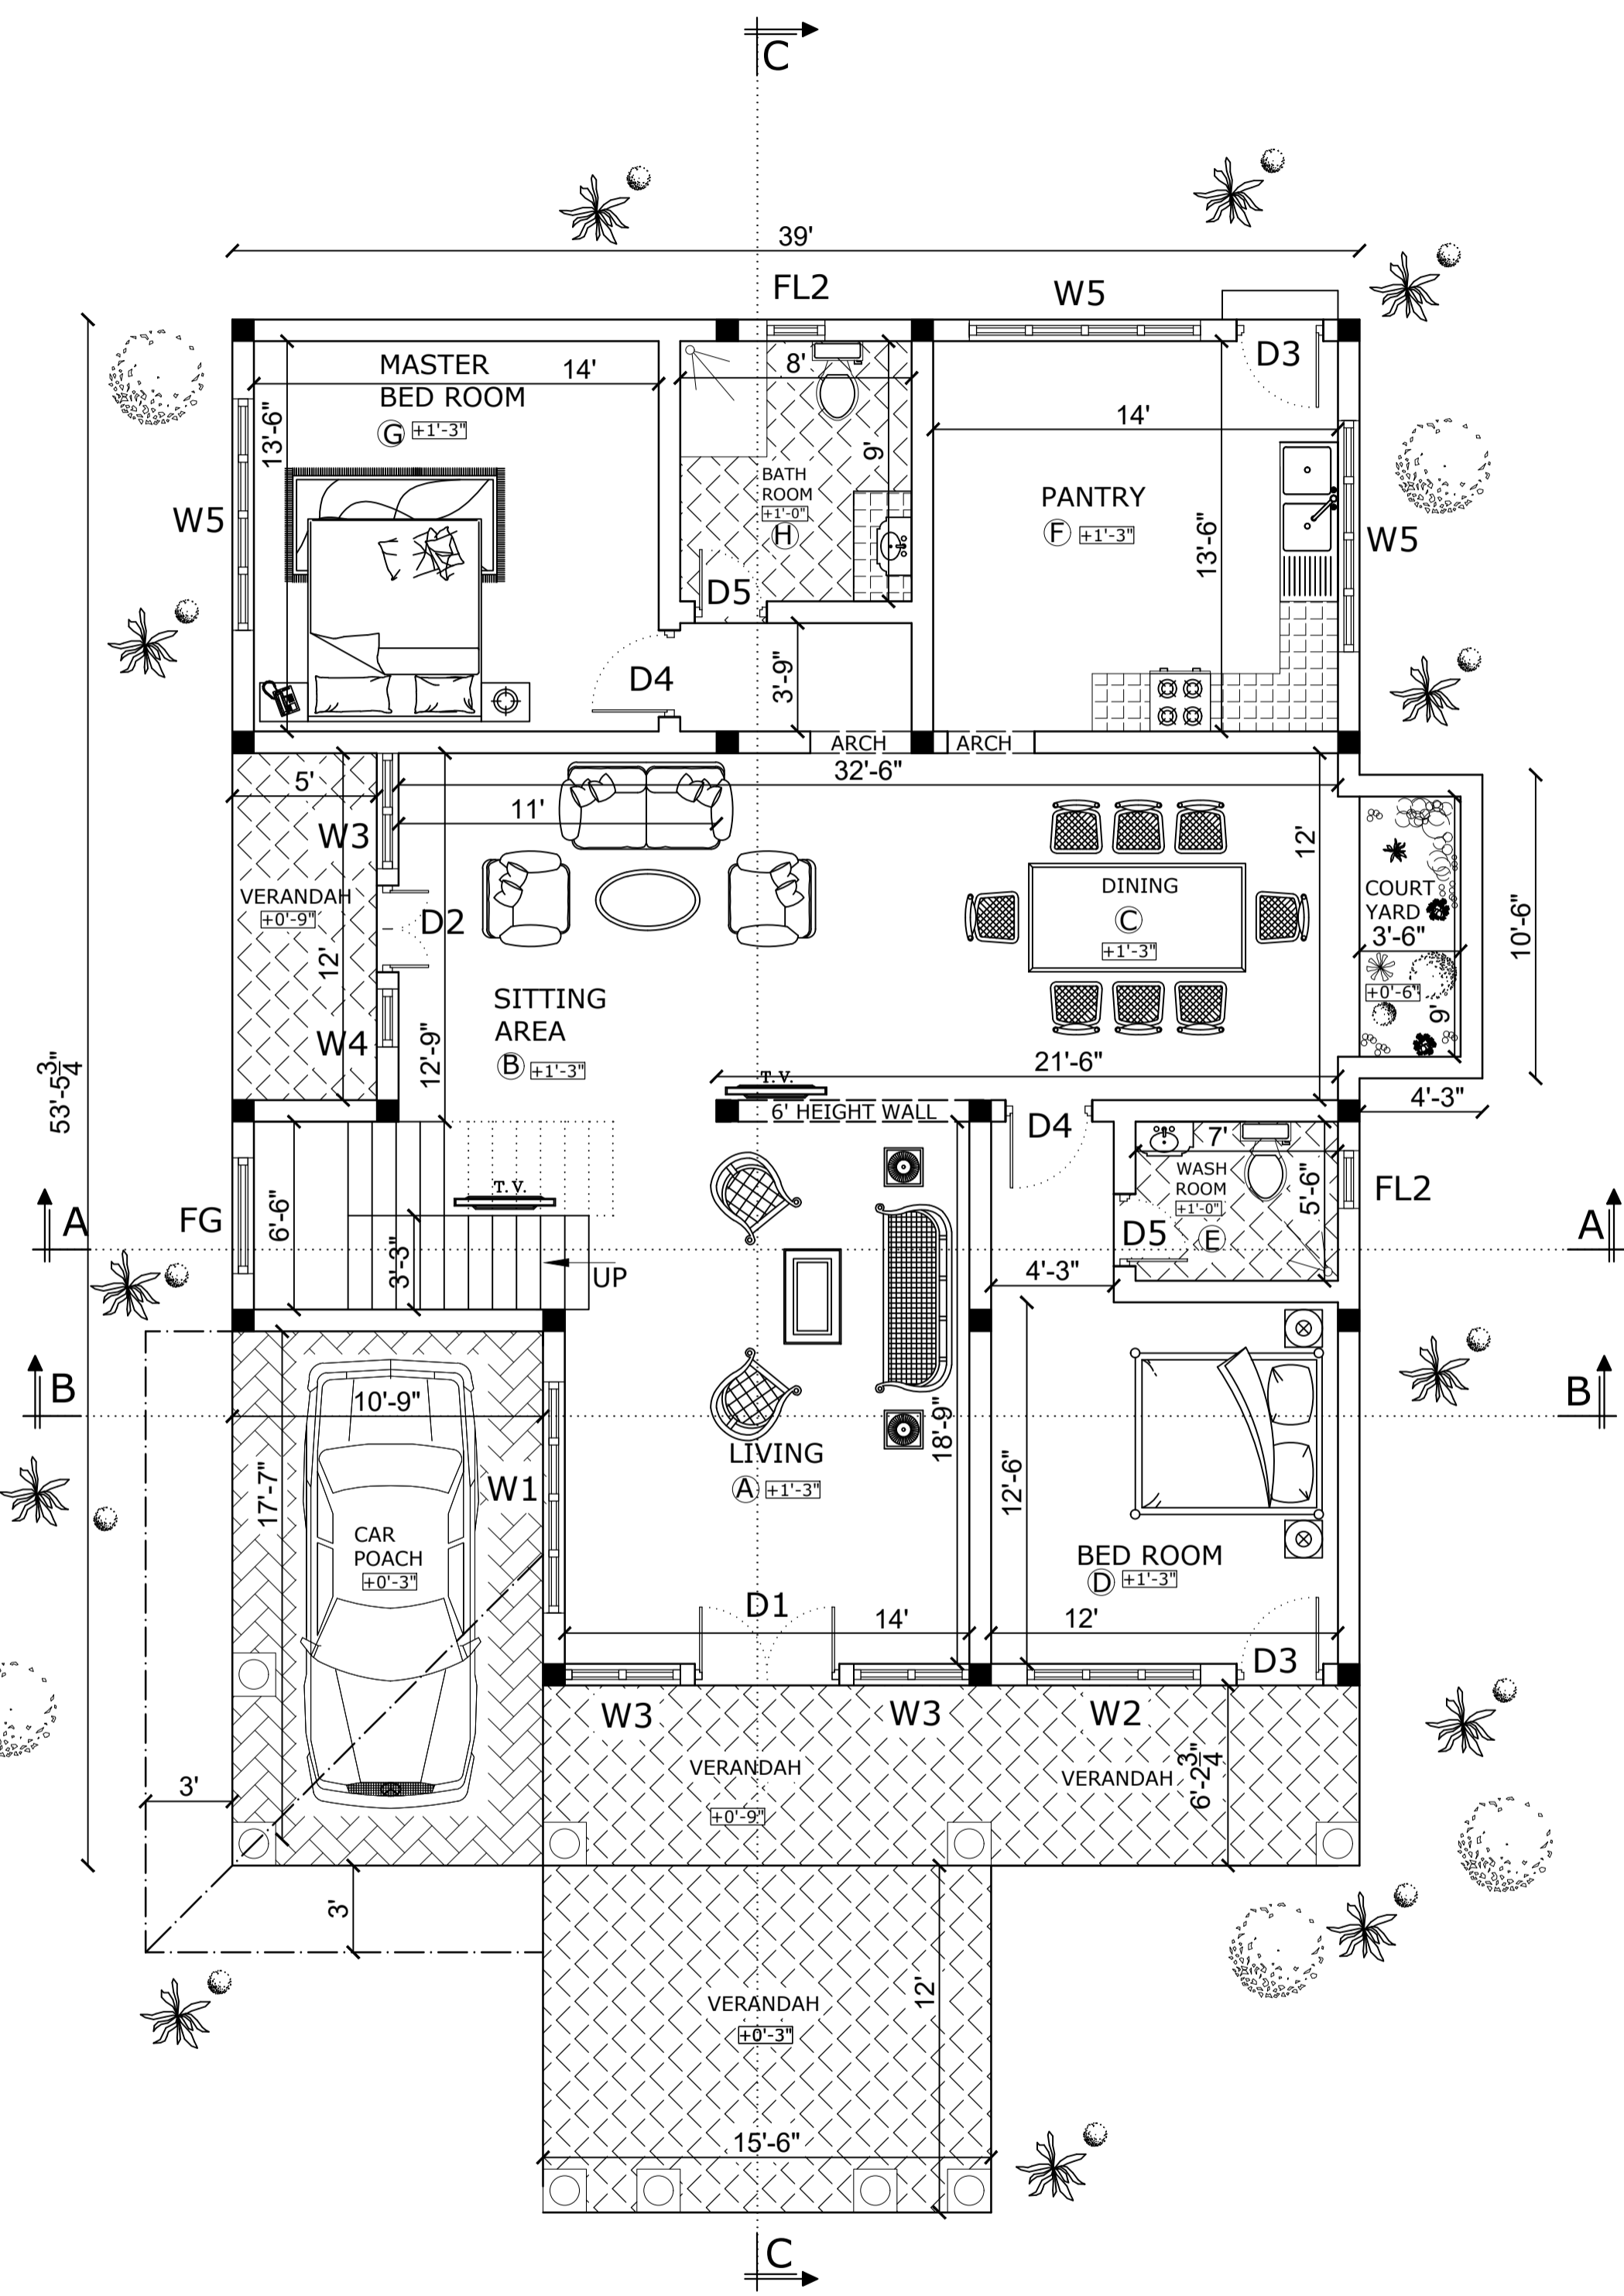 C
39'
FL2
W5
D3
MASTER
BED ROOM
14'
G
+1'-3"
13'-6"
W5
8'
9'
BATH
ROOM
+1'-0"
H
D5
14'
PANTRY
F
+1'-3"
13'-6"
W5
D4
3'-9"
ARCH
ARCH
5'
32'-6"
11'
W3
VERANDAH
+0'-9"
D2
12'
W4
12'-9"
SITTING
AREA
B
+1'-3"
DINING
C
+1'-3"
12'
COURT
YARD
3'-6"
+0'-6"
9'
10'-6"
53'-5 3/4"
21'-6"
T.V.
6' HEIGHT WALL
4'-3"
D4
7'
WASH
ROOM
+1'-0"
E
5'-6"
FL2
D5
A
FG
6'-6"
T.V.
3'-3"
UP
4'-3"
A
B
10'-9"
17'-7"
W1
CAR
POACH
+0'-3"
LIVING
A
+1'-3"
18'-9"
12'-6"
BED ROOM
D
+1'-3"
B
D1
14'
12'
D3
W3
W3
W2
VERANDAH
+0'-9"
VERANDAH
6'-2 3/4"
3'
3'
VERANDAH
+0'-3"
12'
15'-6"
C